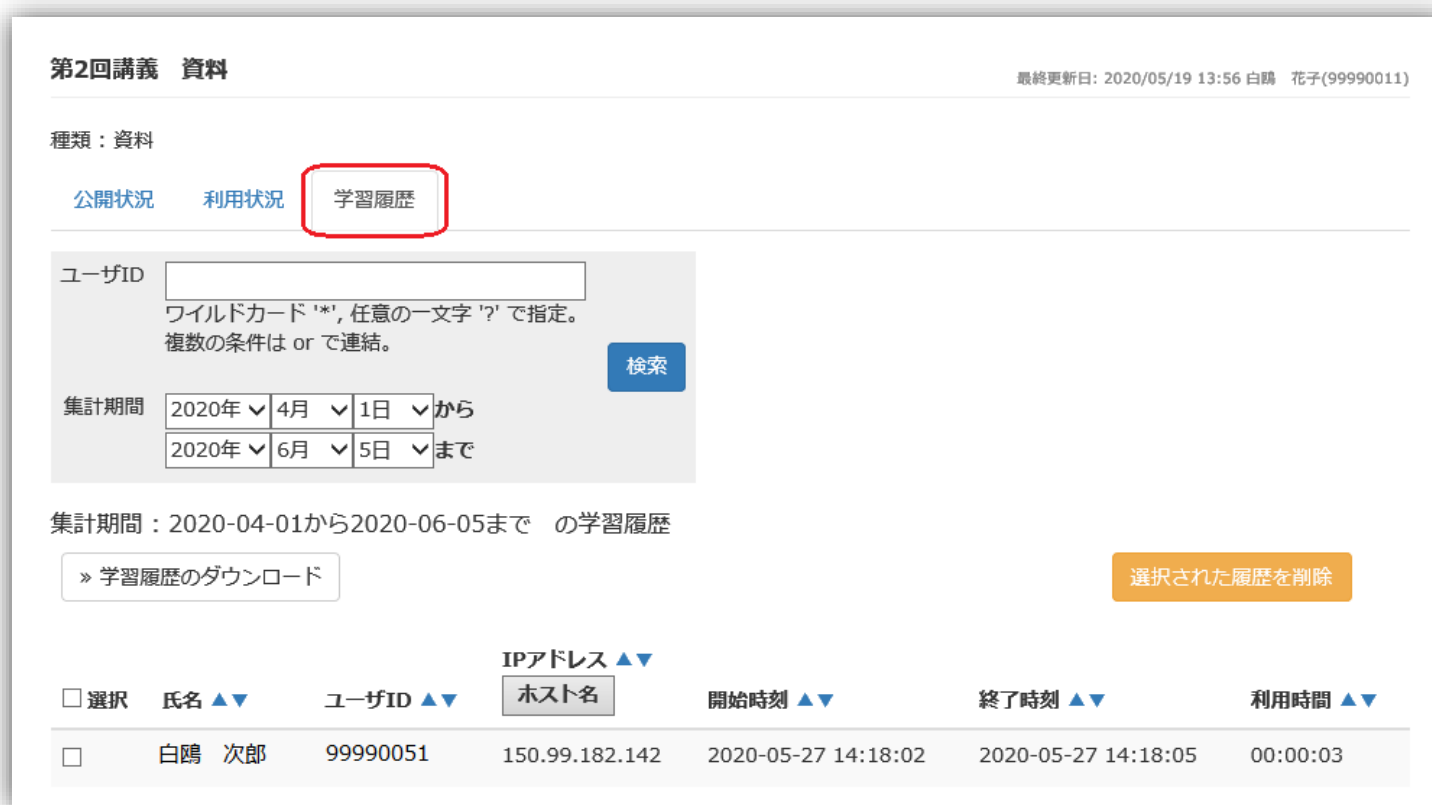 第2回講義　資料
最終更新日: 2020/05/19 13:56 白鴎　花子(99990011)
種類：資料
公開状況 利用状況 学習履歴
ユーザID
ワイルドカード '*', 任意の一文字 '?' で指定。
複数の条件は or で連結。
検索
集計期間 2020年 4月 1日 から
2020年 6月 5日 まで
集計期間：2020-04-01から2020-06-05まで　の学習履歴
» 学習履歴のダウンロード 選択された履歴を削除
IPアドレス ▲▼
選択 氏名 ▲▼ ユーザID ▲▼ ホスト名 開始時刻 ▲▼ 終了時刻 ▲▼ 利用時間 ▲▼
白鴎　次郎 99990051 150.99.182.142 2020-05-27 14:18:02 2020-05-27 14:18:05 00:00:03